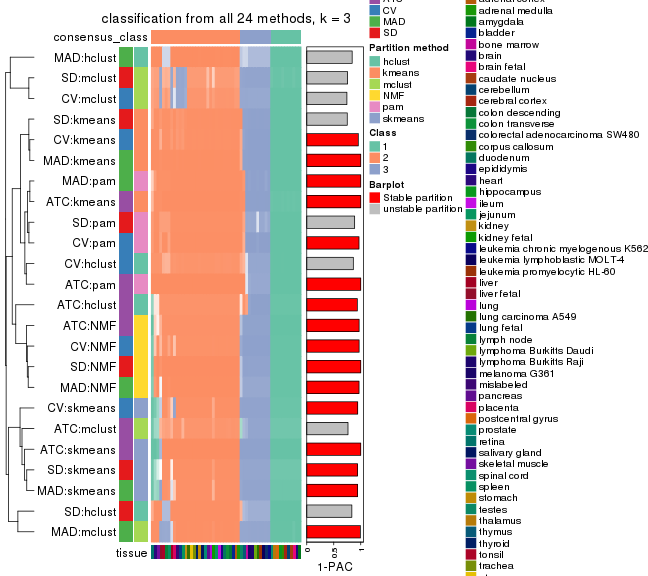 classification from all 24 methods, k = 3
consensus_class
MAD:hclust
SD:mclust
CV:mclust
SD:kmeans
CV:kmeans
MAD:kmeans
MAD:pam
ATC:kmeans
SD:pam
CV:pam
CV:hclust
ATC:pam
ATC:hclust
ATC:NMF
CV:NMF
SD:NMF
MAD:NMF
CV:skmeans
ATC:mclust
ATC:skmeans
SD:skmeans
MAD:skmeans
SD:hclust
MAD:mclust
tissue
0
0.5
1
1-PAC
CV
MAD
SD
Partition method
hclust
kmeans
mclust
NMF
pam
skmeans
Class
1
2
3
Barplot
Stable partition
unstable partition
adrenal medulla
amygdala
bladder
bone marrow
brain
brain fetal
caudate nucleus
cerebellum
cerebral cortex
colon descending
colon transverse
colorectal adenocarcinoma SW480
corpus callosum
duodenum
epididymis
heart
hippocampus
ileum
jejunum
kidney
kidney fetal
leukemia chronic myelogenous K562
leukemia lymphoblastic MOLT-4
leukemia promyelocytic HL-60
liver
liver fetal
lung
lung carcinoma A549
lung fetal
lymph node
lymphoma Burkitts Daudi
lymphoma Burkitts Raji
melanoma G361
mislabeled
pancreas
placenta
postcentral gyrus
prostate
retina
salivary gland
skeletal muscle
spinal cord
spleen
stomach
testes
thalamus
thymus
thyroid
tonsil
trachea